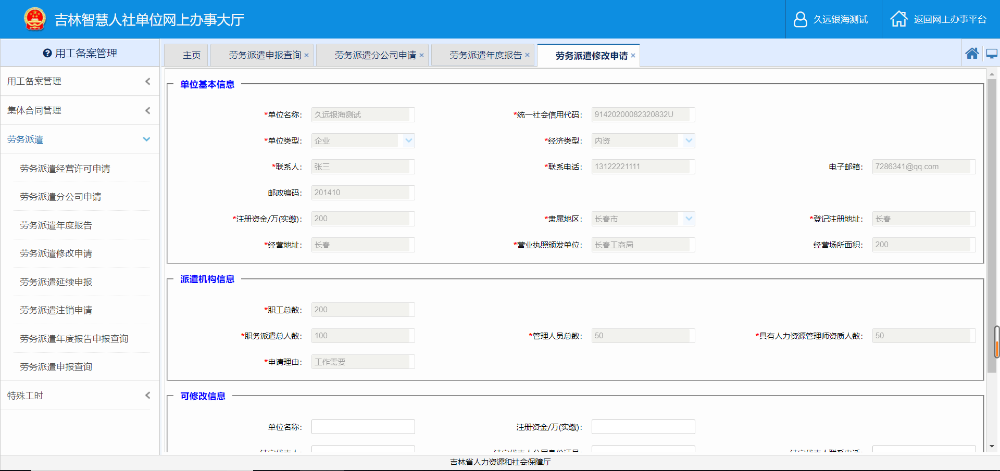 吉林智慧人社单位网上办事大厅
久远银海测试
返回网上办事平台
用工备案管理
主页
劳务派遣申报查询 ×
劳务派遣分公司申请 ×
劳务派遣年度报告 ×
劳务派遣修改申请 ×
用工备案管理
集体合同管理
劳务派遣
劳务派遣经营许可申请
劳务派遣分公司申请
劳务派遣年度报告
劳务派遣修改申请
劳务派遣延续申报
劳务派遣注销申请
劳务派遣年度报告申报查询
劳务派遣申报查询
特殊工时
单位基本信息
*单位名称: 久远银海测试
*统一社会信用代码: 91420200082320832U
*单位类型: 企业
*经济类型: 内资
*联系人: 张三
*联系电话: 13122221111
电子邮箱: 7286341@qq.com
邮政编码: 201410
*注册资金/万(实缴): 200
*隶属地区: 长春市
*登记注册地址: 长春
*经营地址: 长春
*营业执照颁发单位: 长春工商局
经营场所面积: 200
派遣机构信息
*职工总数: 200
*职务派遣总人数: 100
*管理人员总数: 50
*具有人力资源管理师资质人数: 50
*申请理由: 工作需要
可修改信息
单位名称:
注册资金/万(实缴):
吉林省人力资源和社会保障厅